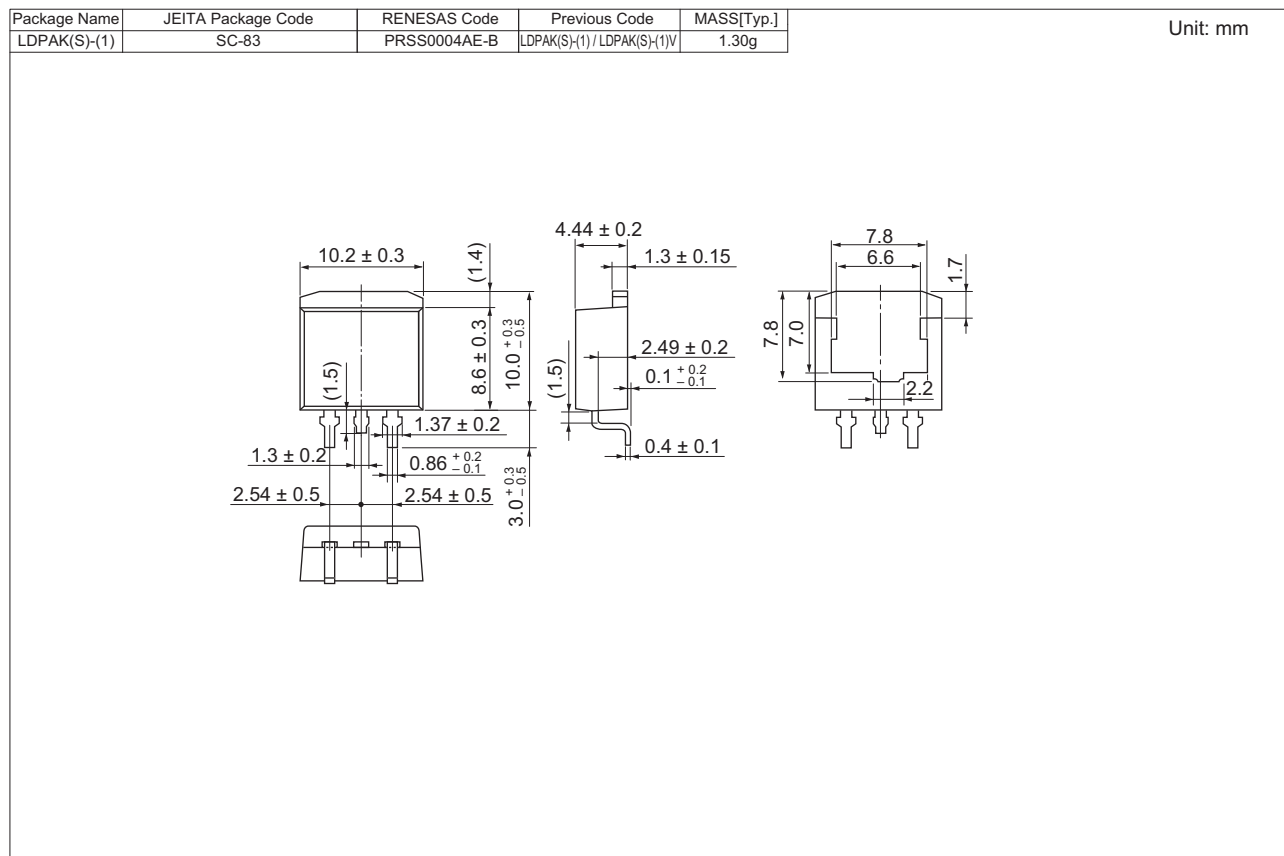 Package Name JEITA Package Code RENESAS Code Previous Code MASS[Typ.]
LDPAK(S)-(1) SC-83 PRSS0004AE-B LDPAK(S)-(1) / LDPAK(S)-(1)V 1.30g
Unit: mm
10.2 ± 0.3
(1.4)
8.6 ± 0.3
10.0 + 0.3 – 0.5
(1.5)
1.37 ± 0.2
1.3 ± 0.2
0.86 + 0.2 – 0.1
2.54 ± 0.5
2.54 ± 0.5
3.0 + 0.3 – 0.5
4.44 ± 0.2
1.3 ± 0.15
2.49 ± 0.2
(1.5)
0.1 + 0.2 – 0.1
0.4 ± 0.1
7.8
6.6
1.7
7.8
7.0
2.2